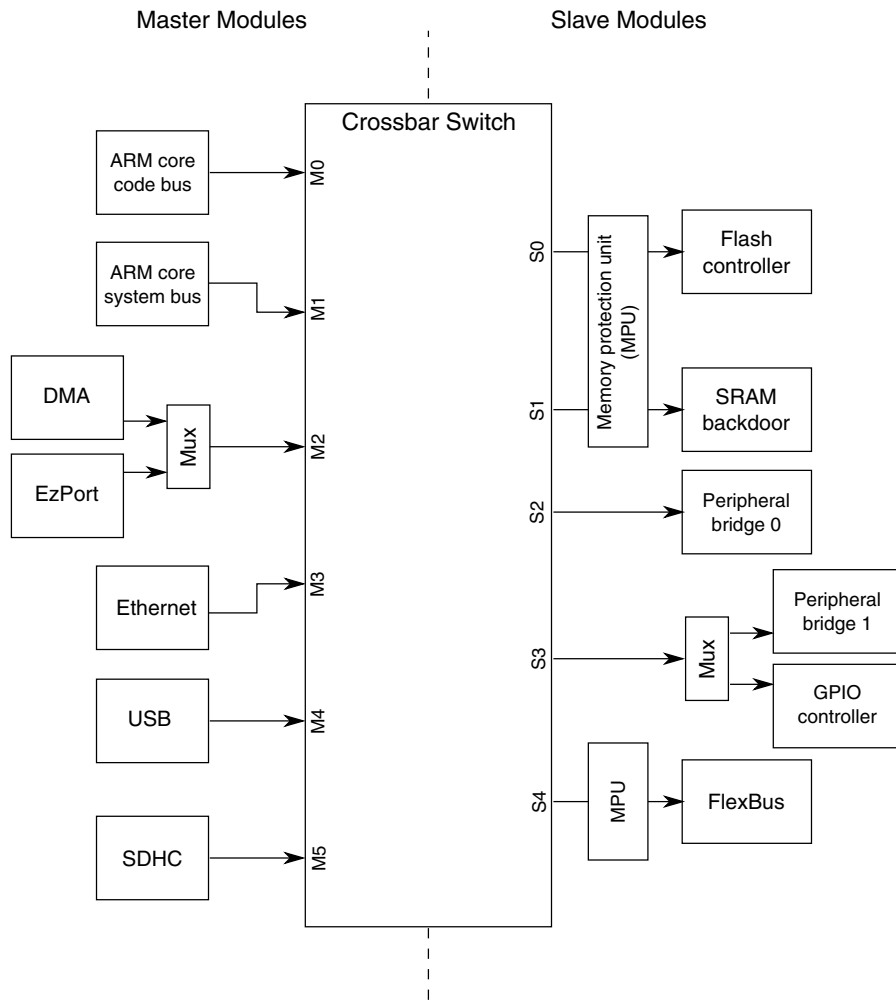 Master Modules
Slave Modules
Crossbar Switch
ARM core
code bus
M0
ARM core
system bus
M1
DMA
EzPort
Mux
M2
Ethernet
M3
USB
M4
SDHC
M5
S0
Memory protection unit
(MPU)
Flash
controller
S1
SRAM
backdoor
S2
Peripheral
bridge 0
S3
Mux
Peripheral
bridge 1
GPIO
controller
S4
MPU
FlexBus